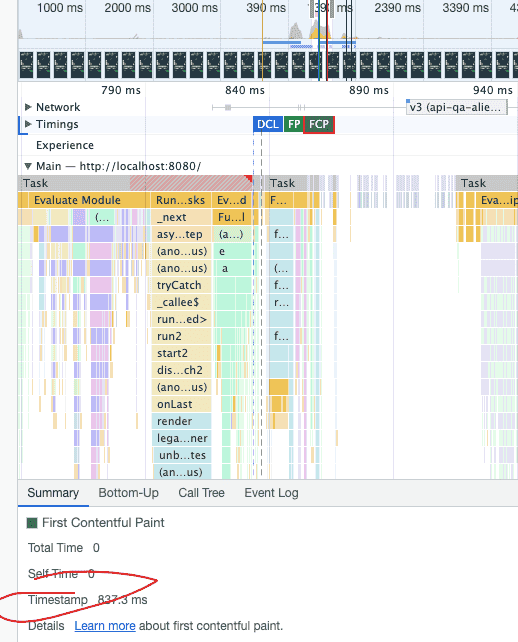 1000 ms 2000 ms 390 ms 1390 ms 2390 ms 3390 ms
790 ms 840 ms 890 ms 940 ms
Network v3 (api-qa-alie...
Timings DCL FP FCP
Experience
Main — http://localhost:8080/
Task Task Task
Evaluate Module Run...sks Ev...d F... Eva...ip
(... _next Fu...l
asy...tep (a...) f...
(ano...us) e
(ano...us) a (...
tryCatch f...
_callee$ r...
run...ed>
run2 f...
start2
dis...ch2
(ano...us)
onLast
render
lega...ner
unb...tes
(an...us)
Summary Bottom-Up Call Tree Event Log
First Contentful Paint
Total Time 0
Self Time 0
Timestamp 837.3 ms
Details Learn more about first contentful paint.